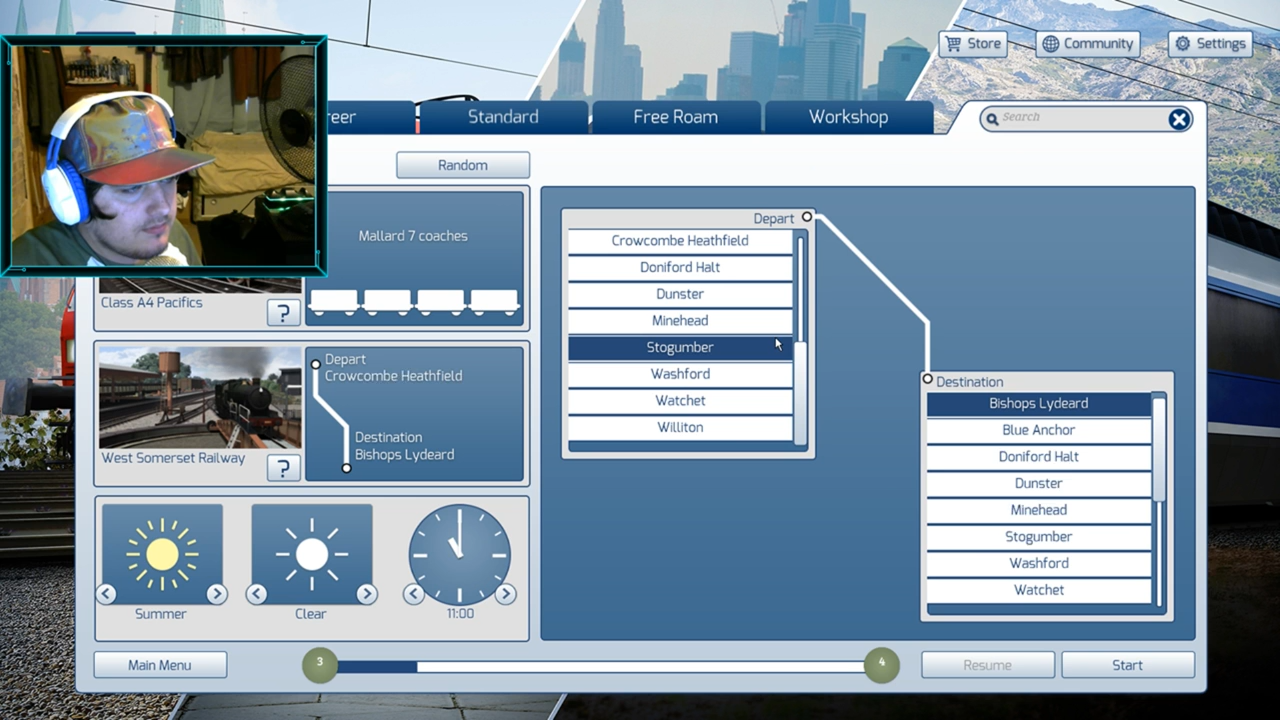 Store
Community
Settings
reer
Standard
Free Roam
Workshop
Search
Random
Mallard 7 coaches
Class A4 Pacifics
?
Depart
Crowcombe Heathfield
Destination
Bishops Lydeard
West Somerset Railway
?
Summer
Clear
11:00
Depart
Crowcombe Heathfield
Doniford Halt
Dunster
Minehead
Stogumber
Washford
Watchet
Williton
Destination
Bishops Lydeard
Blue Anchor
Doniford Halt
Dunster
Minehead
Stogumber
Washford
Watchet
Main Menu
3
4
Resume
Start